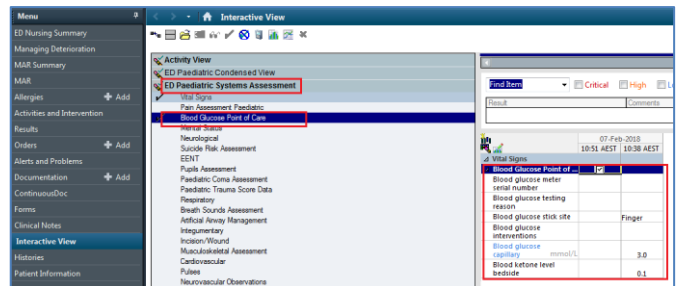 Menu
ED Nursing Summary
Managing Deterioration
MAR Summary
MAR
Allergies + Add
Activities and Intervention
Results
Orders + Add
Alerts and Problems
Documentation + Add
ContinuousDoc
Forms
Clinical Notes
Interactive View
Histories
Patient Information
Interactive View
Activity View
ED Paediatric Condensed View
ED Paediatric Systems Assessment
Vital Signs
Pain Assessment Paediatric
Blood Glucose Point of Care
Mental Status
Neurological
Suicide Risk Assessment
EENT
Pupils Assessment
Paediatric Coma Assessment
Paediatric Trauma Score Data
Respiratory
Breath Sounds Assessment
Artificial Airway Management
Integumentary
Incision/Wound
Musculoskeletal Assessment
Cardiovascular
Pulses
Neurovascular Observations
Find Item Critical High
Result Comments
07-Feb-2018
10:51 AEST 10:38 AEST
Vital Signs
Blood Glucose Point of ...
Blood glucose meter
serial number
Blood glucose testing
reason
Blood glucose stick site Finger
Blood glucose
interventions
Blood glucose
capillary mmol/L 3.0
Blood ketone level
bedside 0.1